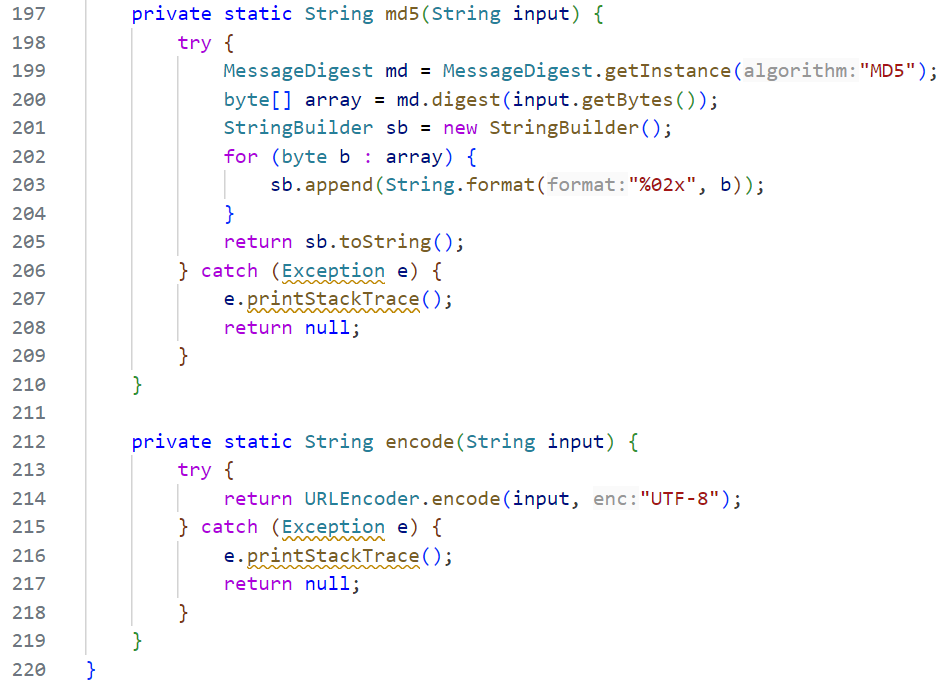 197 private static String md5(String input) {
198 try {
199 MessageDigest md = MessageDigest.getInstance(algorithm:"MD5");
200 byte[] array = md.digest(input.getBytes());
201 StringBuilder sb = new StringBuilder();
202 for (byte b : array) {
203 sb.append(String.format(format:"%02x", b));
204 }
205 return sb.toString();
206 } catch (Exception e) {
207 e.printStackTrace();
208 return null;
209 }
210 }
211
212 private static String encode(String input) {
213 try {
214 return URLEncoder.encode(input, enc:"UTF-8");
215 } catch (Exception e) {
216 e.printStackTrace();
217 return null;
218 }
219 }
220 }